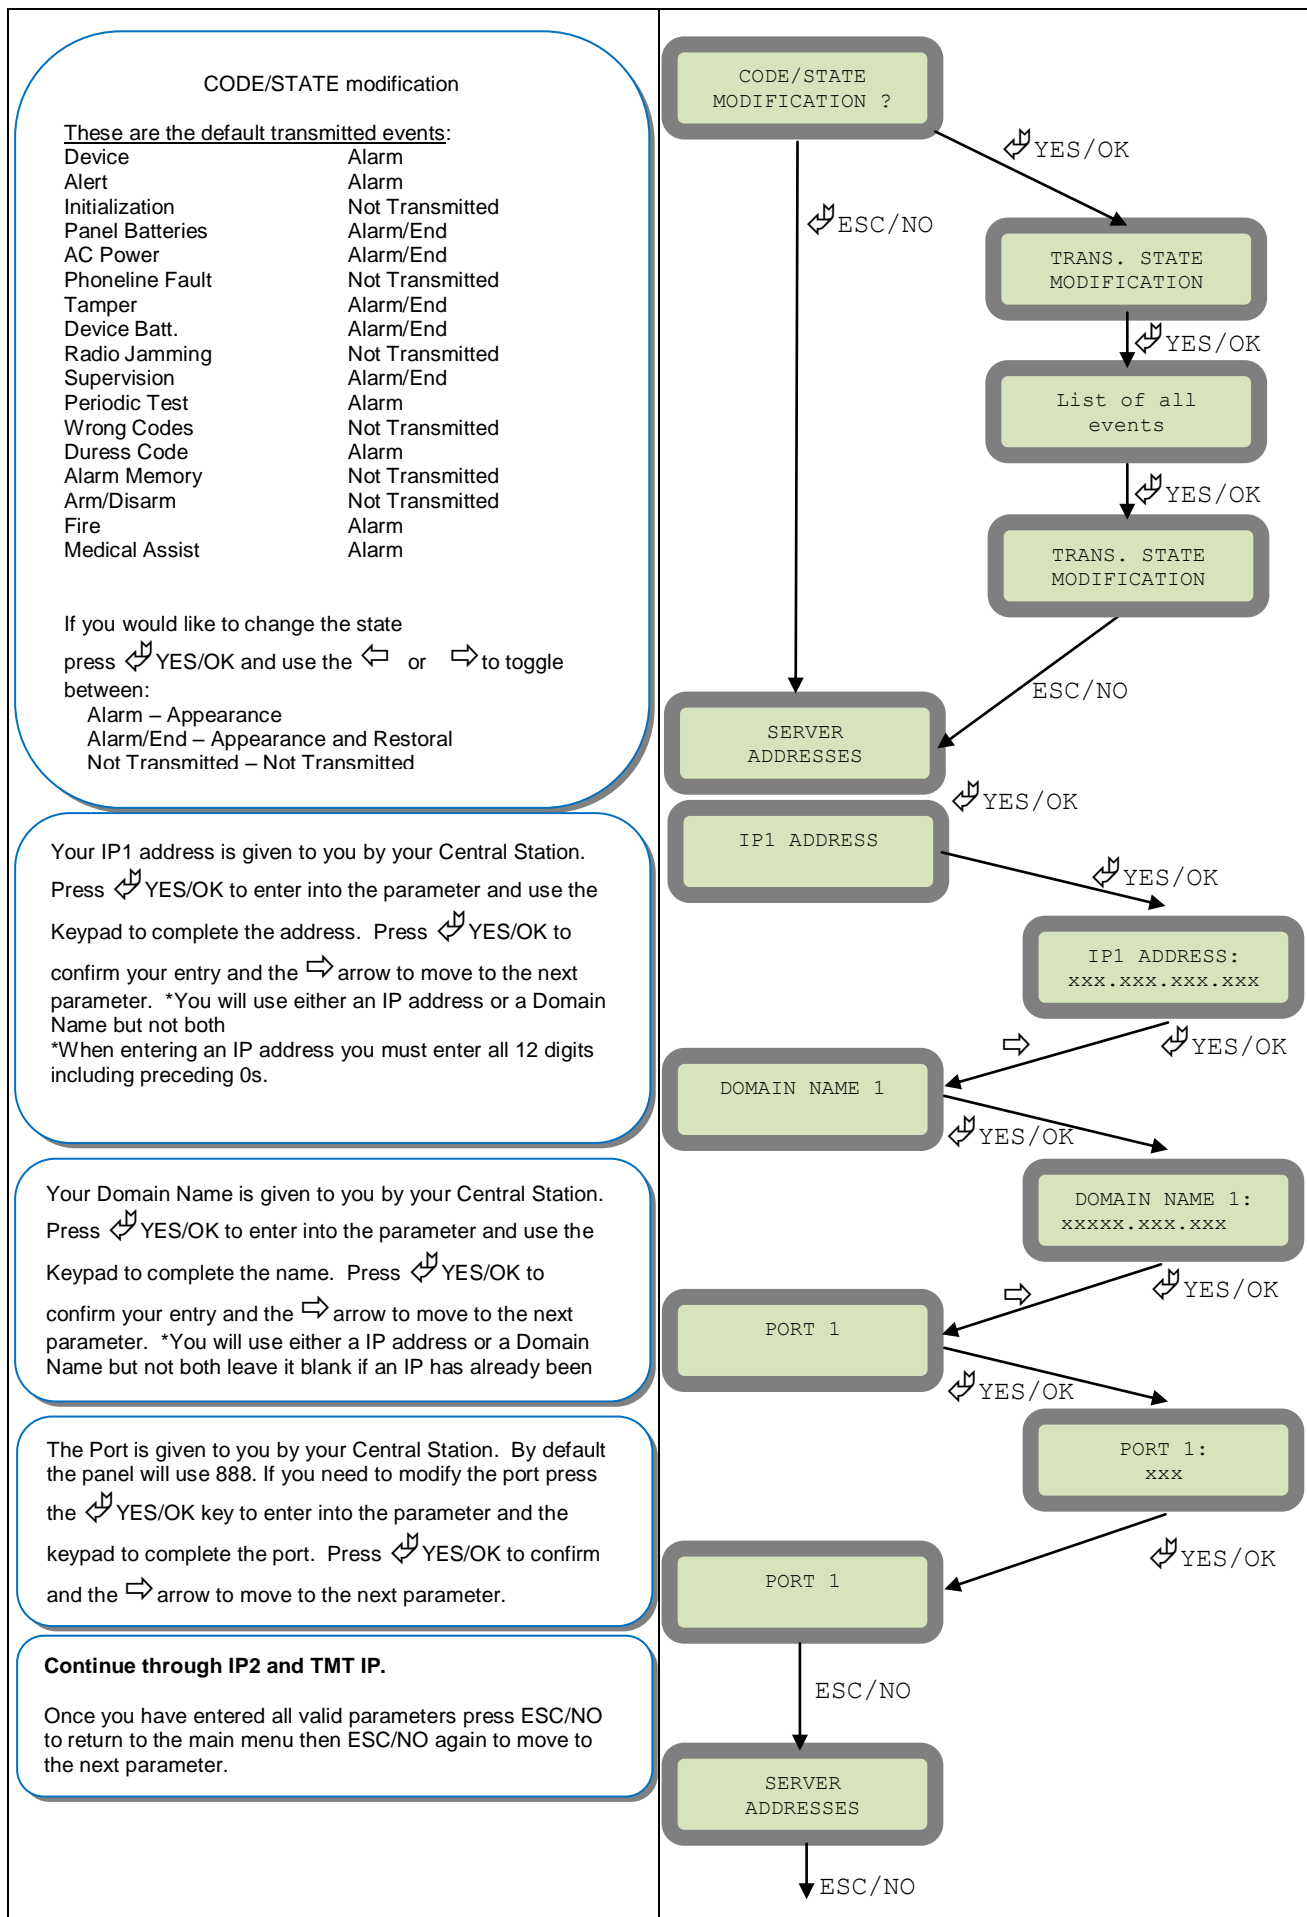 CODE/STATE modification
These are the default transmitted events:
Device Alarm
Alert Alarm
Initialization Not Transmitted
Panel Batteries Alarm/End
AC Power Alarm/End
Phoneline Fault Not Transmitted
Tamper Alarm/End
Device Batt. Alarm/End
Radio Jamming Not Transmitted
Supervision Alarm/End
Periodic Test Alarm
Wrong Codes Not Transmitted
Duress Code Alarm
Alarm Memory Not Transmitted
Arm/Disarm Not Transmitted
Fire Alarm
Medical Assist Alarm
If you would like to change the state
press YES/OK and use the ⇦ or ⇨ to toggle
between:
Alarm – Appearance
Alarm/End – Appearance and Restoral
Not Transmitted – Not Transmitted
Your IP1 address is given to you by your Central Station.
Press YES/OK to enter into the parameter and use the
Keypad to complete the address. Press YES/OK to
confirm your entry and the ⇨ arrow to move to the next
parameter. *You will use either an IP address or a Domain
Name but not both
*When entering an IP address you must enter all 12 digits
including preceding 0s.
Your Domain Name is given to you by your Central Station.
Press YES/OK to enter into the parameter and use the
Keypad to complete the name. Press YES/OK to
confirm your entry and the ⇨ arrow to move to the next
parameter. *You will use either a IP address or a Domain
Name but not both leave it blank if an IP has already been
The Port is given to you by your Central Station. By default
the panel will use 888. If you need to modify the port press
the YES/OK key to enter into the parameter and the
keypad to complete the port. Press YES/OK to confirm
and the ⇨ arrow to move to the next parameter.
Continue through IP2 and TMT IP.
Once you have entered all valid parameters press ESC/NO
to return to the main menu then ESC/NO again to move to
the next parameter.
CODE/STATE
MODIFICATION ?
YES/OK
ESC/NO
TRANS. STATE
MODIFICATION
YES/OK
List of all
events
YES/OK
TRANS. STATE
MODIFICATION
ESC/NO
SERVER
ADDRESSES
YES/OK
IP1 ADDRESS
YES/OK
IP1 ADDRESS:
xxx.xxx.xxx.xxx
YES/OK
DOMAIN NAME 1
YES/OK
DOMAIN NAME 1:
xxxxx.xxx.xxx
YES/OK
PORT 1
YES/OK
PORT 1:
xxx
YES/OK
PORT 1
ESC/NO
SERVER
ADDRESSES
ESC/NO